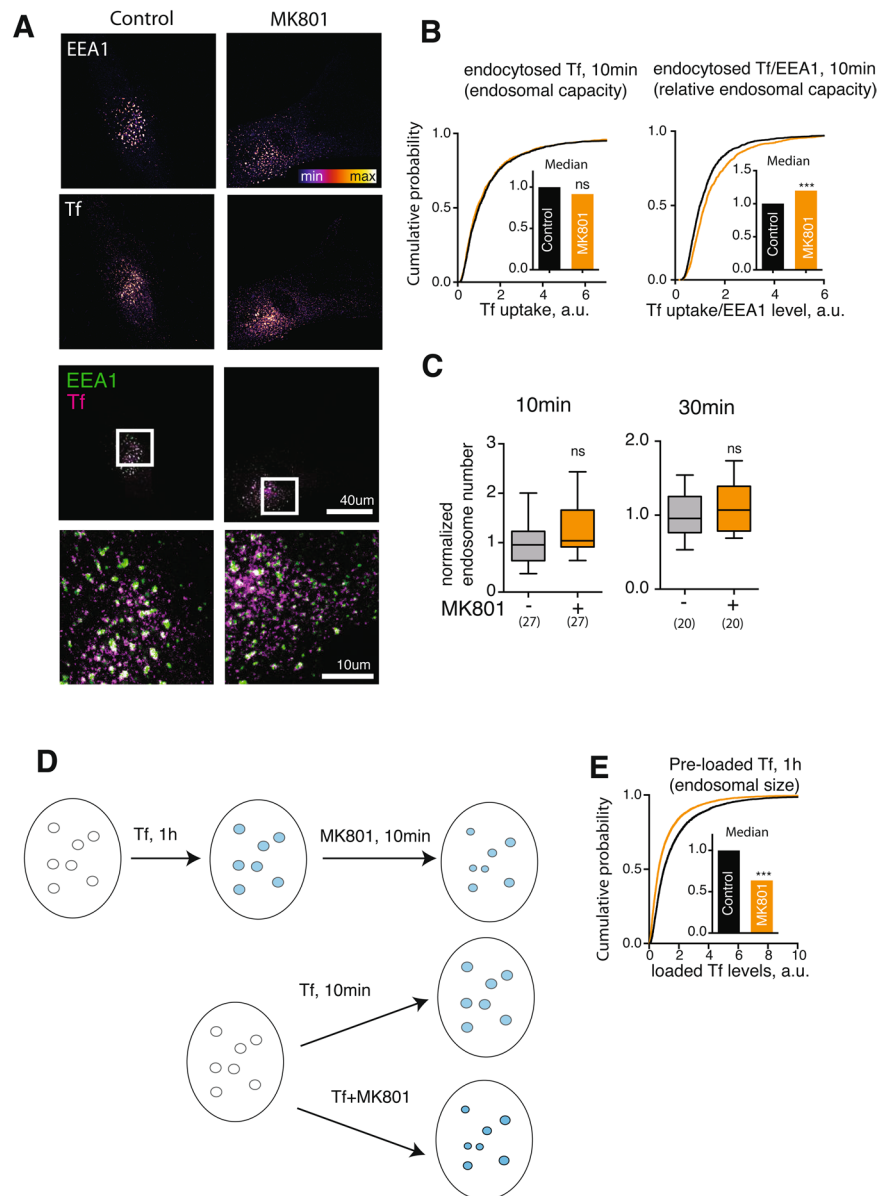 A
Control
MK801
EEA1
min
max
Tf
EEA1
Tf
40um
10um
B
endocytosed Tf, 10min
(endosomal capacity)
Cumulative probability
1.0
0.5
0.0
0
2
4
6
Tf uptake, a.u.
Median
ns
1.0
0.5
0.0
Control
MK801
endocytosed Tf/EEA1, 10min
(relative endosomal capacity)
1.0
0.5
0
0
2
4
6
Tf uptake/EEA1 level, a.u.
Median
***
1.5
1.0
0.5
0.0
Control
MK801
C
10min
normalized
endosome number
3
2
1
0
ns
MK801
- +
(27) (27)
30min
2.0
1.0
0.0
ns
- +
(20) (20)
D
Tf, 1h
MK801, 10min
Tf, 10min
Tf+MK801
E
Pre-loaded Tf, 1h
(endosomal size)
Cumulative probability
1.0
0.5
0.0
0 2 4 6 8 10
loaded Tf levels, a.u.
Median
***
1.0
0.5
0.0
Control
MK801